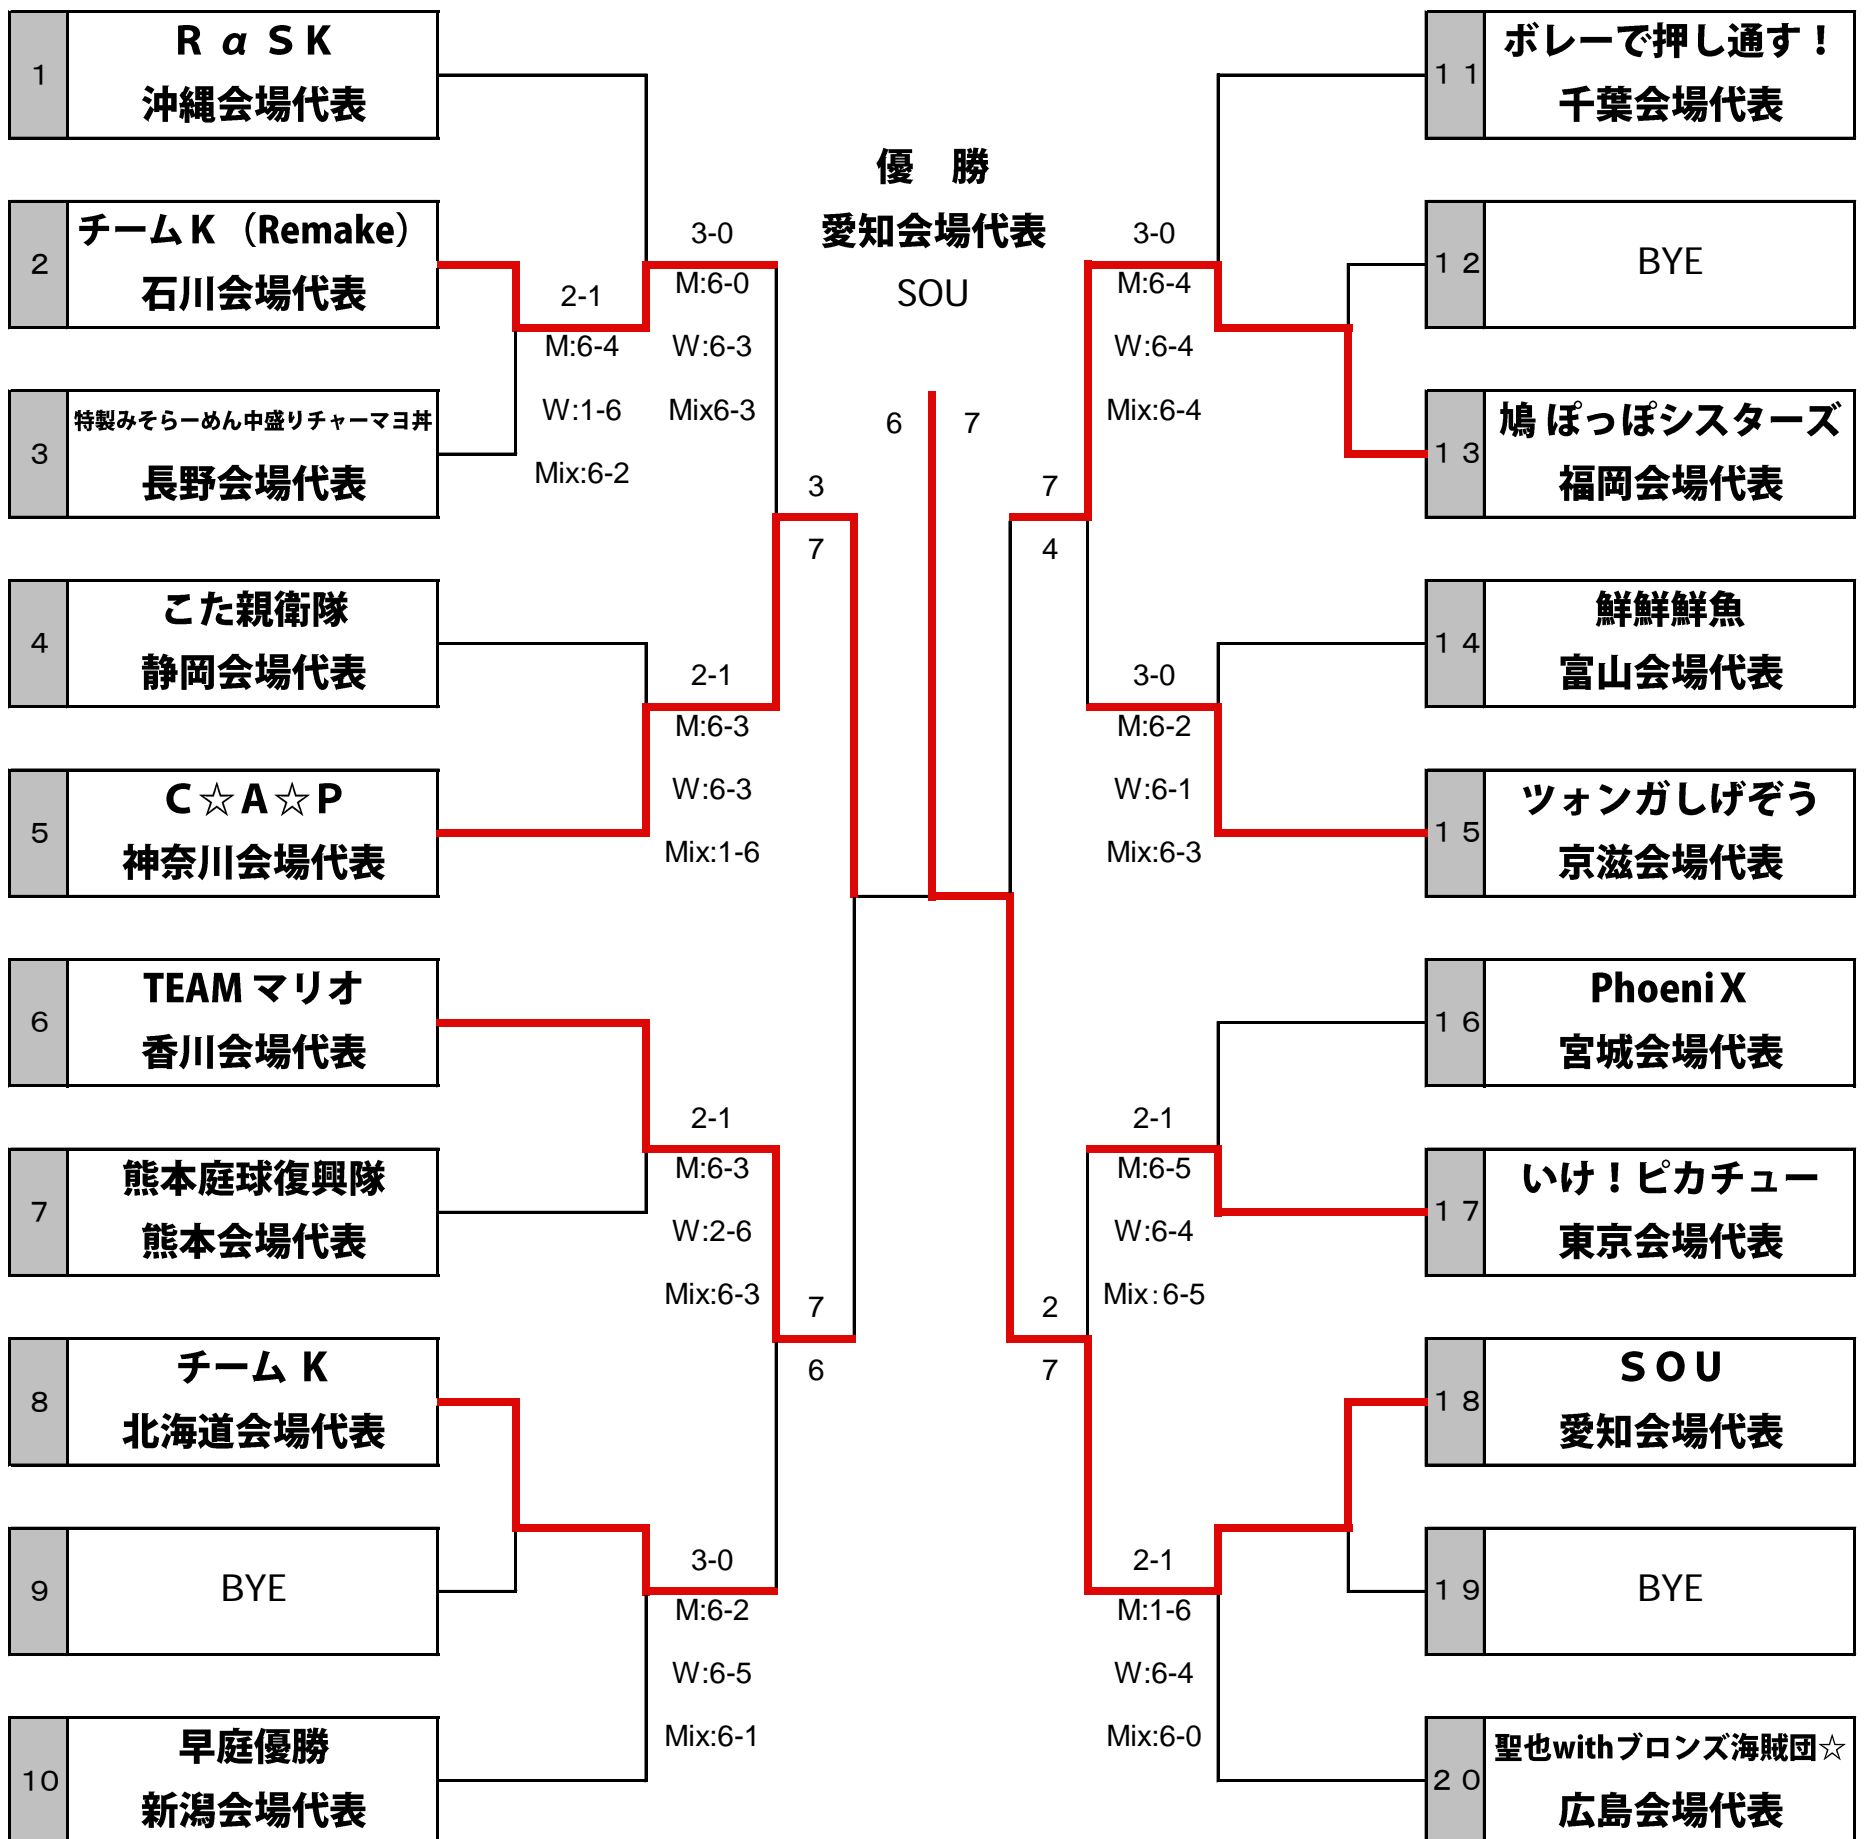 1
R α S K
沖縄会場代表
2
チームK（Remake）
石川会場代表
3
特製みそらーめん中盛りチャーマヨ丼
長野会場代表
4
こた親衛隊
静岡会場代表
5
C☆A☆P
神奈川会場代表
6
TEAMマリオ
香川会場代表
7
熊本庭球復興隊
熊本会場代表
8
チームK
北海道会場代表
9
BYE
10
早庭優勝
新潟会場代表
2-1
M:6-4
W:1-6
Mix:6-2
3-0
M:6-0
W:6-3
Mix6-3
2-1
M:6-3
W:6-3
Mix:1-6
2-1
M:6-3
W:2-6
Mix:6-3
3-0
M:6-2
W:6-5
Mix:6-1
3
7
7
6
優　勝
愛知会場代表
SOU
6
7
7
4
2
7
3-0
M:6-4
W:6-4
Mix:6-4
3-0
M:6-2
W:6-1
Mix:6-3
2-1
M:6-5
W:6-4
Mix:6-5
2-1
M:1-6
W:6-4
Mix:6-0
11
ボレーで押し通す！
千葉会場代表
12
BYE
13
鳩ぽっぽシスターズ
福岡会場代表
14
鮮鮮鮮魚
富山会場代表
15
ツォンガしげぞう
京滋会場代表
16
PhoeniX
宮城会場代表
17
いけ！ピカチュー
東京会場代表
18
SOU
愛知会場代表
19
BYE
20
聖也withブロンズ海賊団☆
広島会場代表